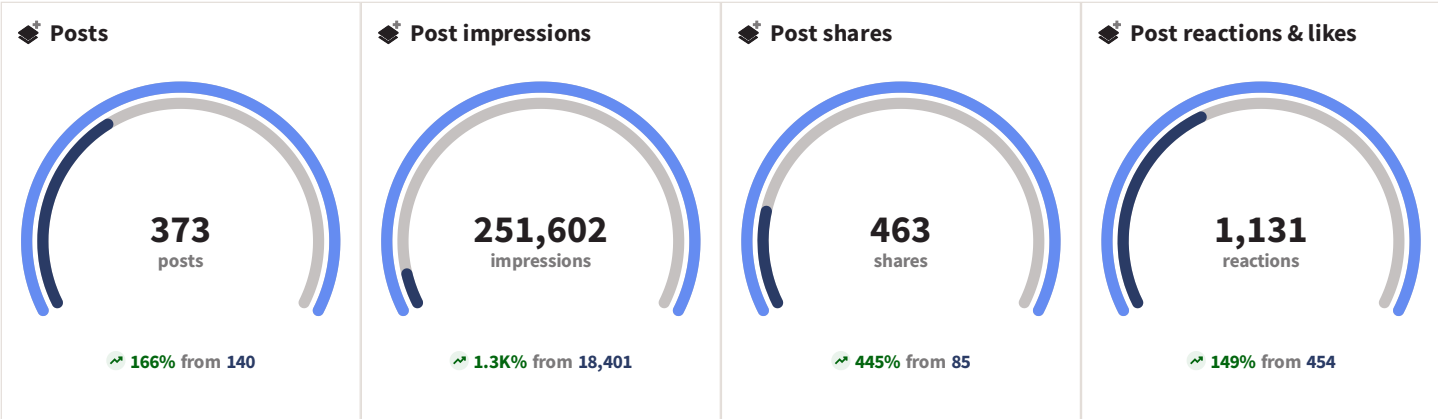 Posts
373
posts
166% from 140
Post impressions
251,602
impressions
1.3K% from 18,401
Post shares
463
shares
445% from 85
Post reactions & likes
1,131
reactions
149% from 454